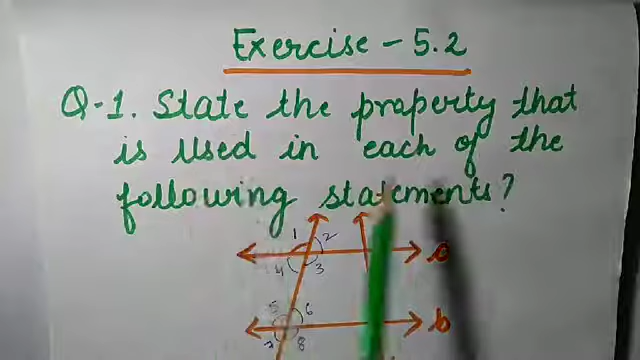 Exercise - 5.2
Q-1. State the property that
is used in each of the
following statements?
1 2
4 3
a
5 6
7 8
b